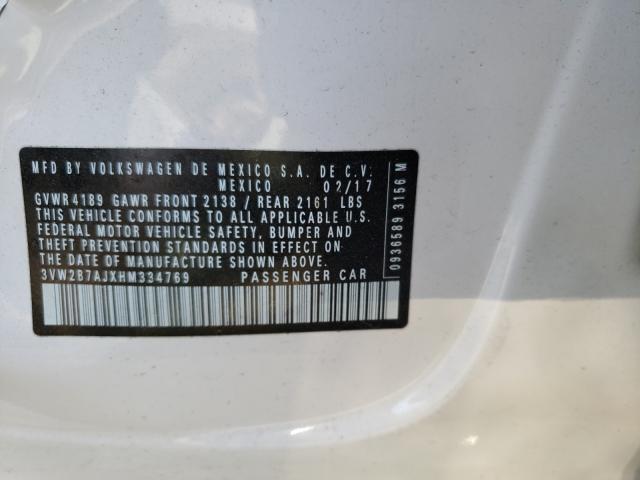 MFD BY VOLKSWAGEN DE MEXICO S.A. DE C.V.
MEXICO 02/17
GVWR4189 GAWR FRONT 2138 / REAR 2161 LBS
THIS VEHICLE CONFORMS TO ALL APPLICABLE U.S.
FEDERAL MOTOR VEHICLE SAFETY, BUMPER AND
THEFT PREVENTION STANDARDS IN EFFECT ON
THE DATE OF MANUFACTURE SHOWN ABOVE.
3VW2B7AJXHM334769 PASSENGER CAR
0936589 3156 M